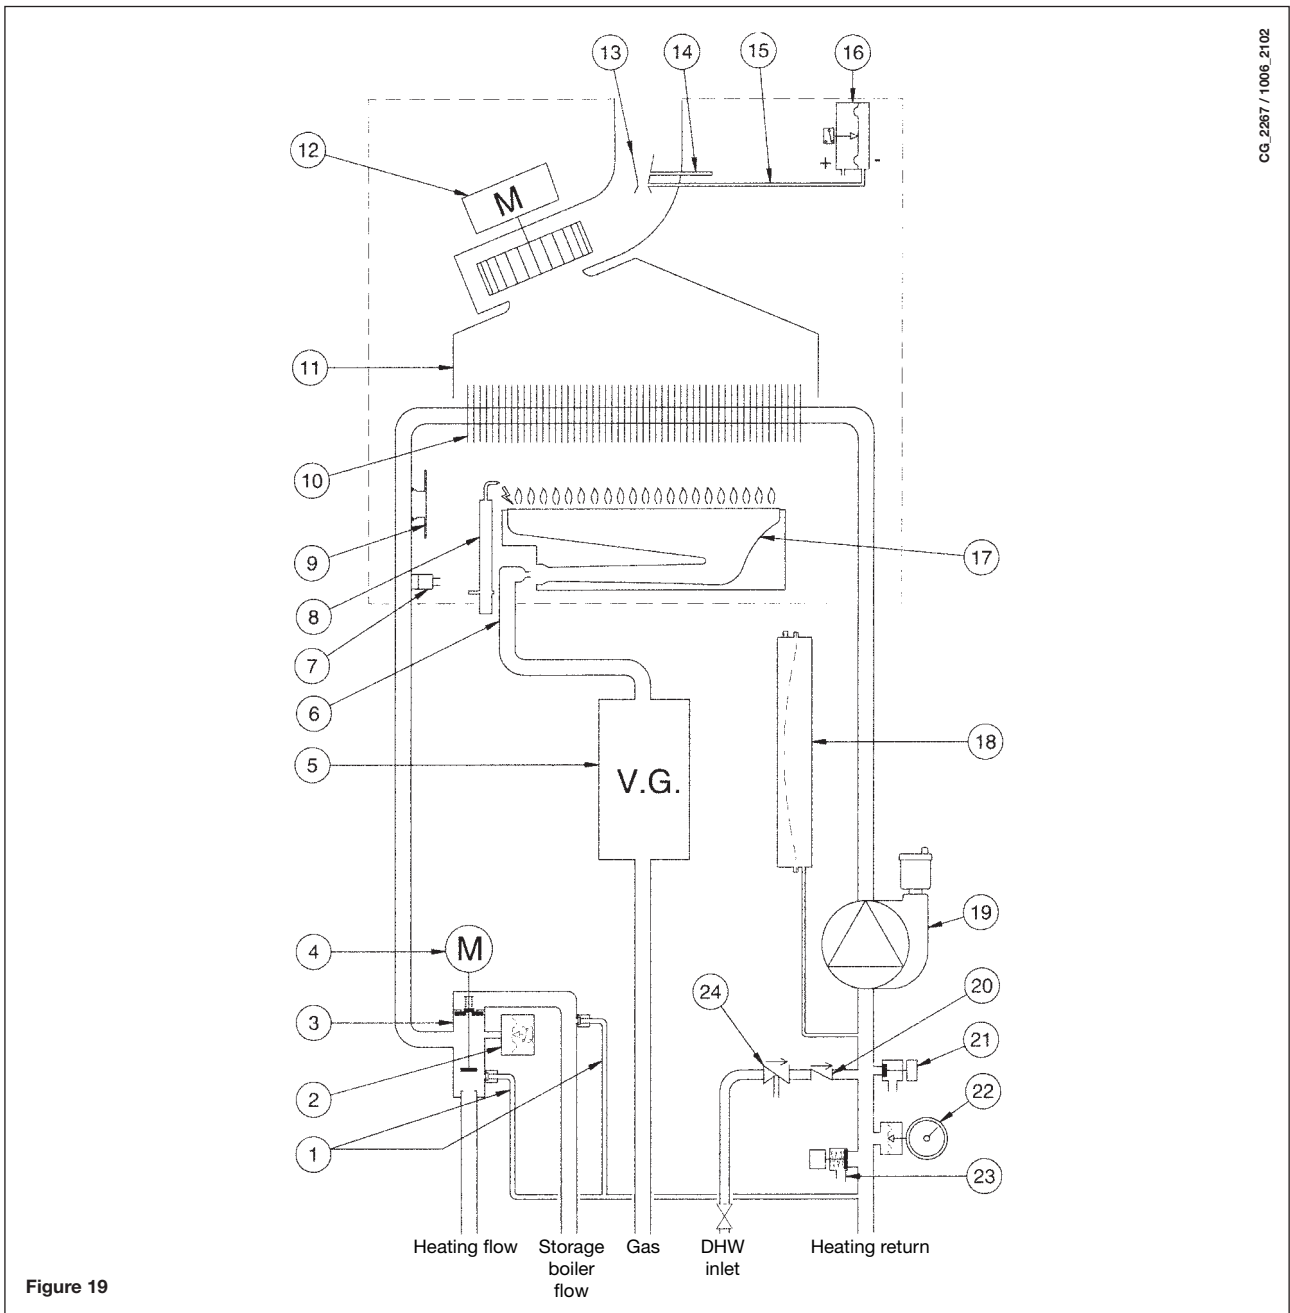 CG_2267 / 1006_2102
13
14
15
16
12
M
+
-
11
10
9
8
7
6
17
5
V.G.
18
4
M
19
3
24
20
21
2
22
1
23
Heating flow
Storage
boiler
flow
Gas
DHW
inlet
Heating return
Figure 19